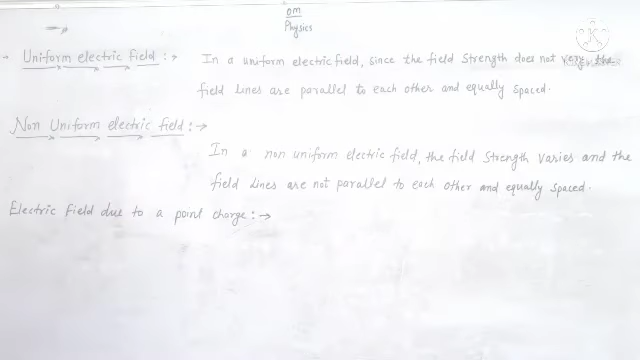 om
Physics
Uniform electric field :→ In a uniform electric field, since the field Strength does not very the
field Lines are parallel to each other and equally Spaced.
Non Uniform electric field :→
In a non uniform electric field, the field Strength varies and the
field Lines are not parallel to each other and equally Spaced.
Electric Field due to a point charge :→
K